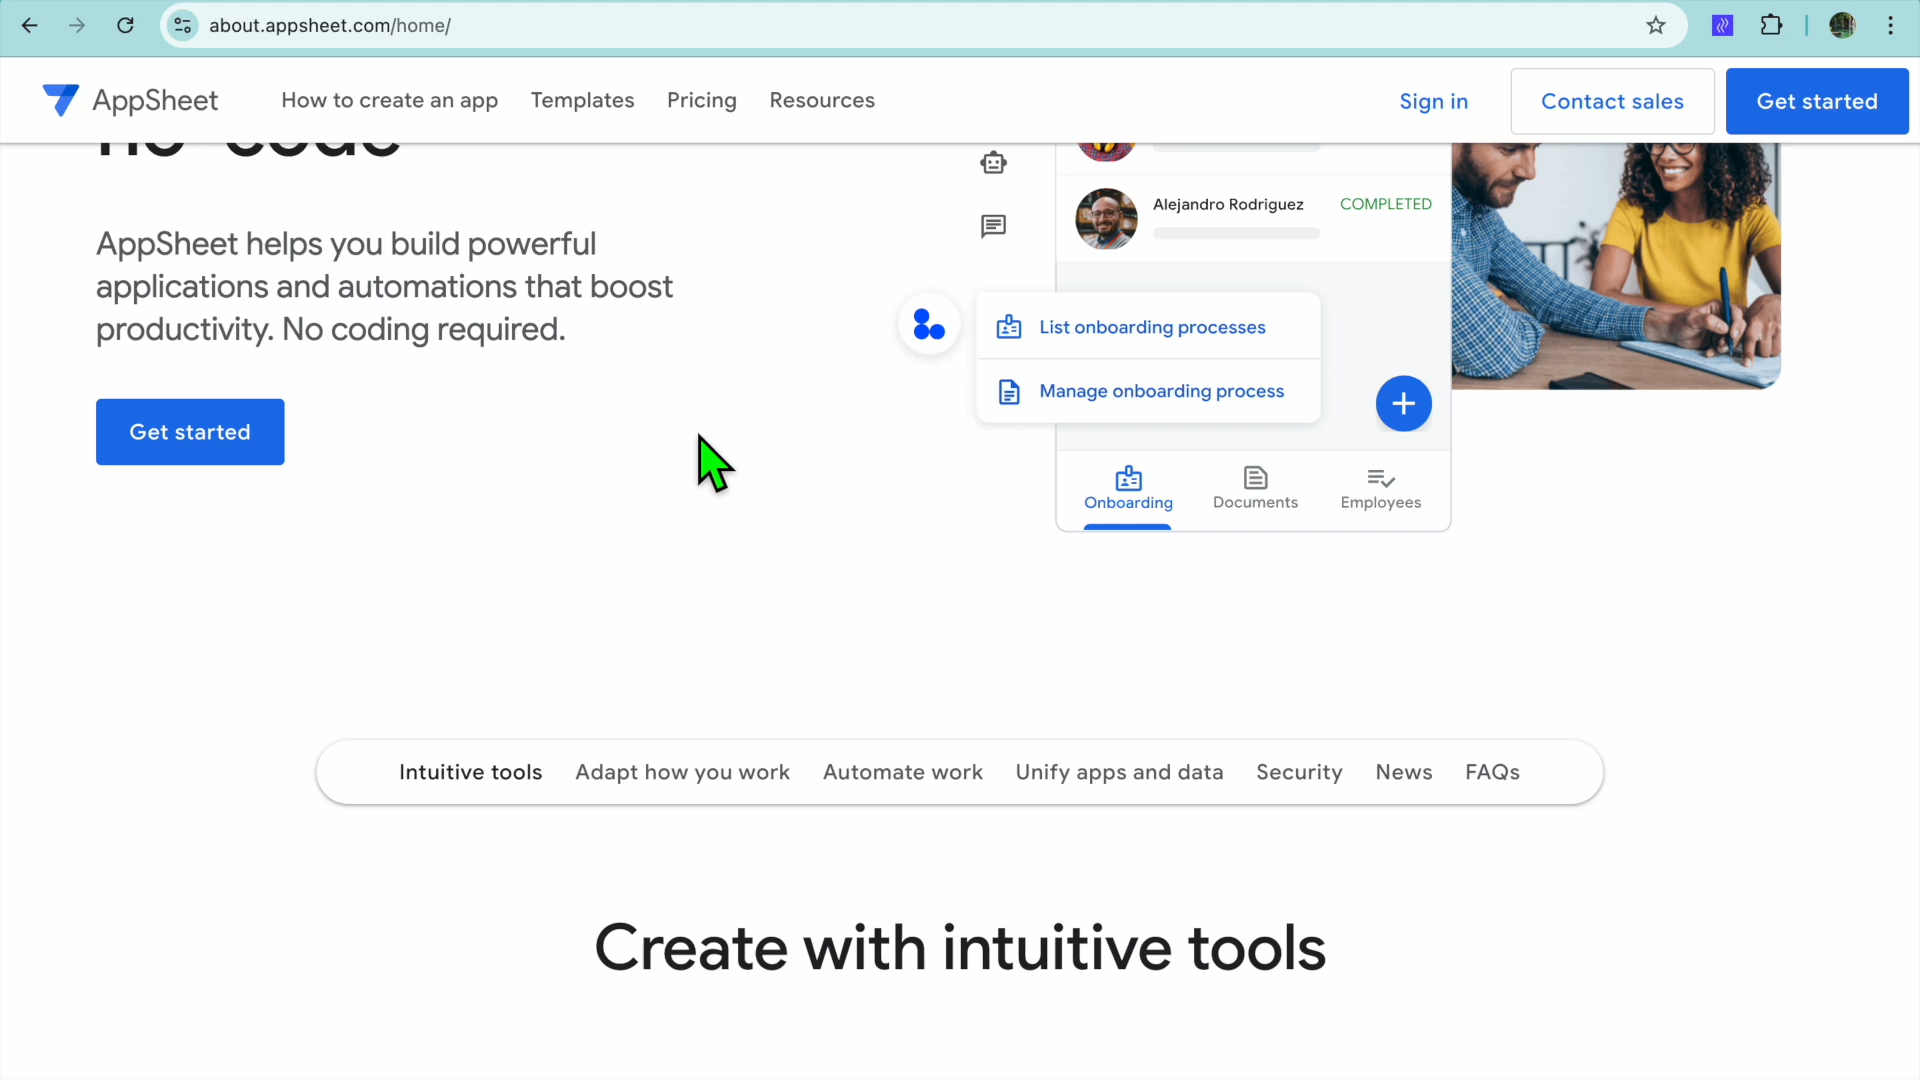 about.appsheet.com/home/
AppSheet
How to create an app
Templates
Pricing
Resources
Sign in
Contact sales
Get started
no-code
AppSheet helps you build powerful
applications and automations that boost
productivity. No coding required.
Get started
Alejandro Rodriguez
COMPLETED
List onboarding processes
Manage onboarding process
Onboarding
Documents
Employees
Intuitive tools
Adapt how you work
Automate work
Unify apps and data
Security
News
FAQs
Create with intuitive tools